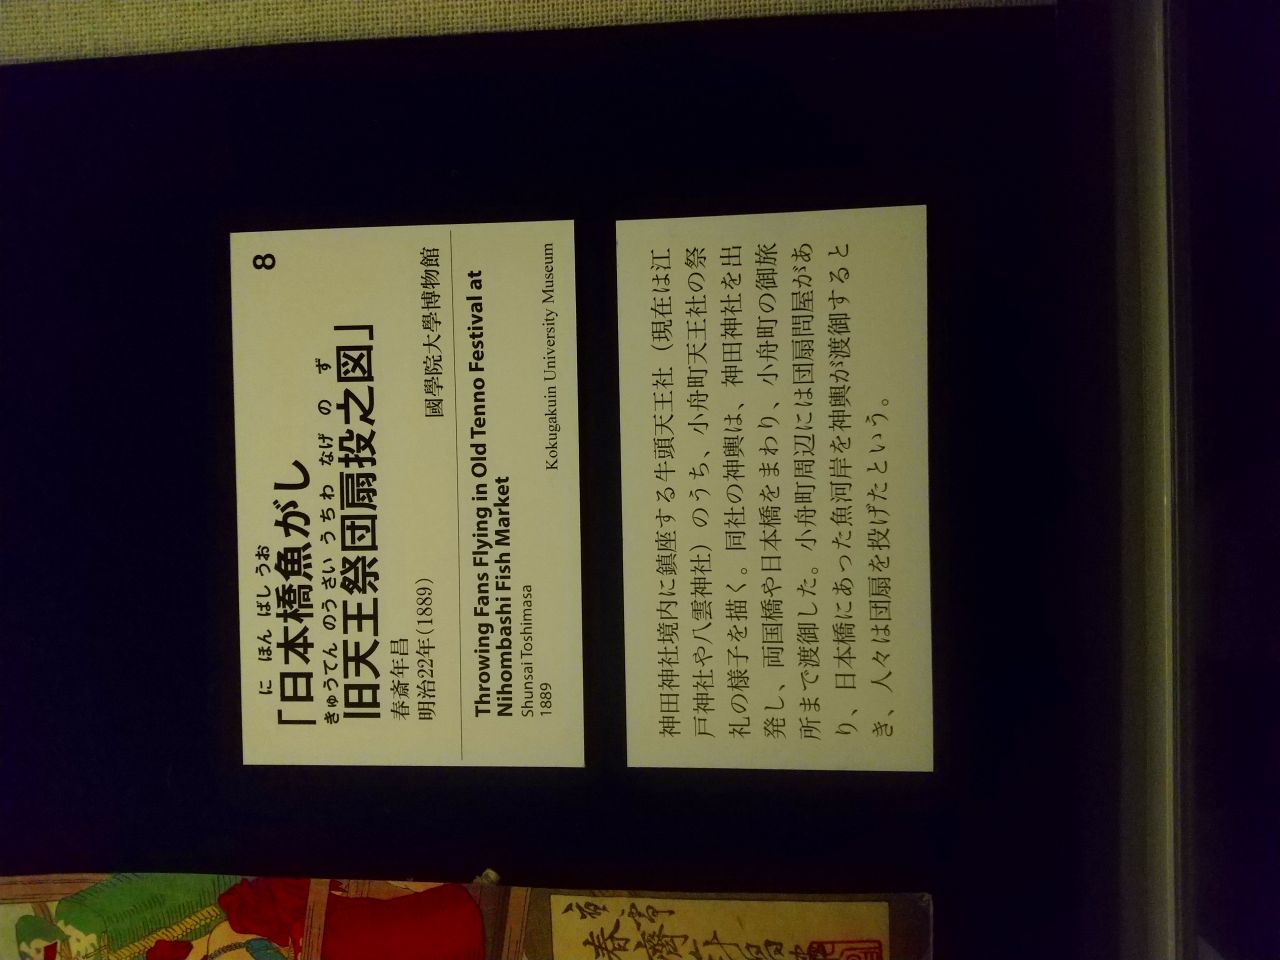 8
に ほん ばし うお
「日本橋魚がし
きゅうてん のうさい うちわ なげ の ず
旧天王祭団扇投之図」
春斎年昌
明治22年(1889)
國學院大學博物館
Throwing Fans Flying in Old Tenno Festival at
Nihombashi Fish Market
Shunsai Toshimasa
1889
Kokugakuin University Museum
神田神社境内に鎮座する牛頭天王社（現在は江
戸神社や八雲神社）のうち、小舟町天王社の祭
礼の様子を描く。同社の神輿は、神田神社を出
発し、両国橋や日本橋をまわり、小舟町の御旅
所まで渡御した。小舟町周辺には団扇問屋があ
り、日本橋にあった魚河岸を神輿が渡御すると
き、人々は団扇を投げたという。
春齋年昌